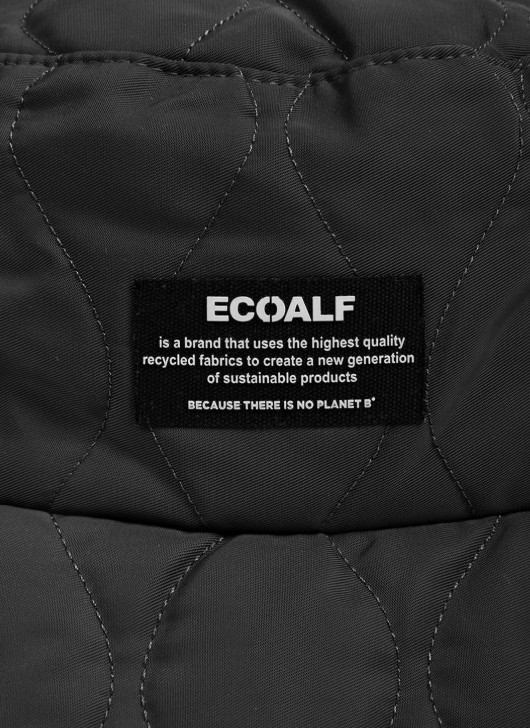 ECOALF
is a brand that uses the highest quality
recycled fabrics to create a new generation
of sustainable products
BECAUSE THERE IS NO PLANET B®